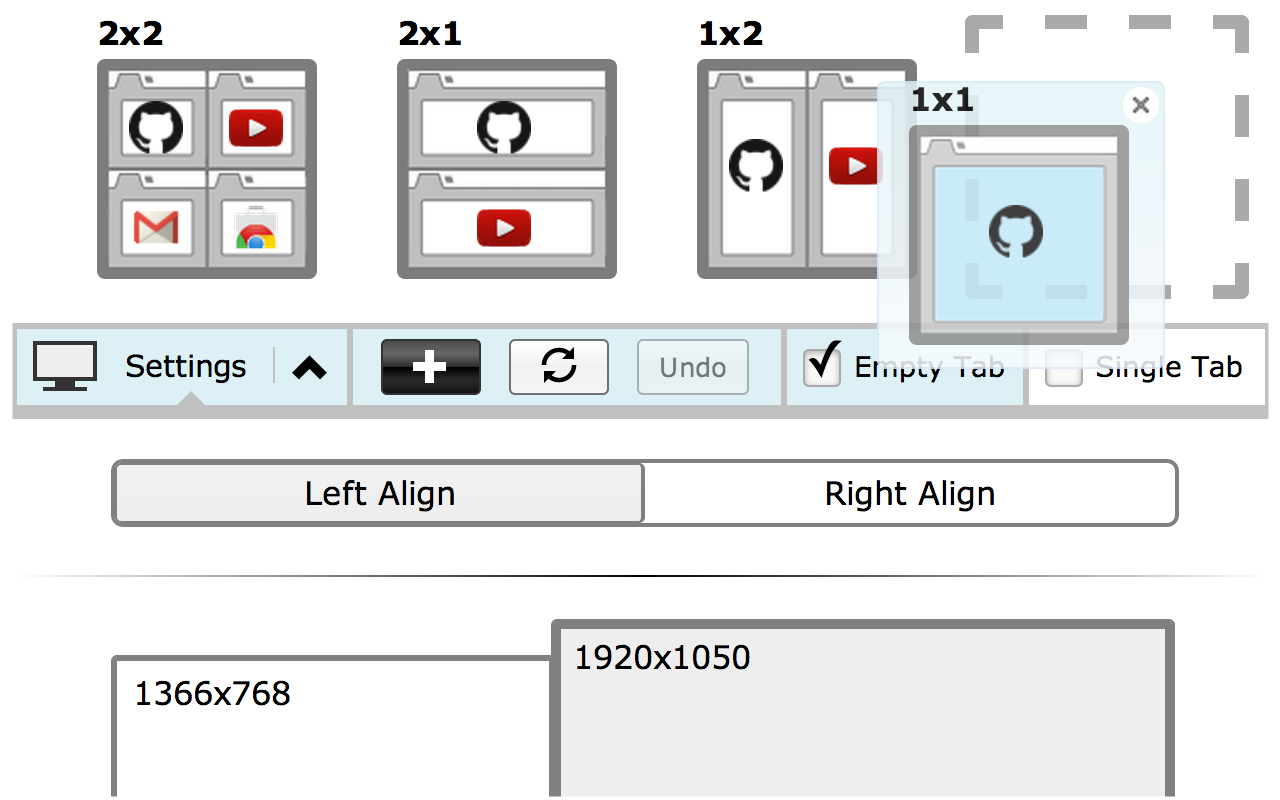 2x2
2x1
1x2
1x1
Settings
Undo
Empty Tab
Single Tab
Left Align
Right Align
1366x768
1920x1050